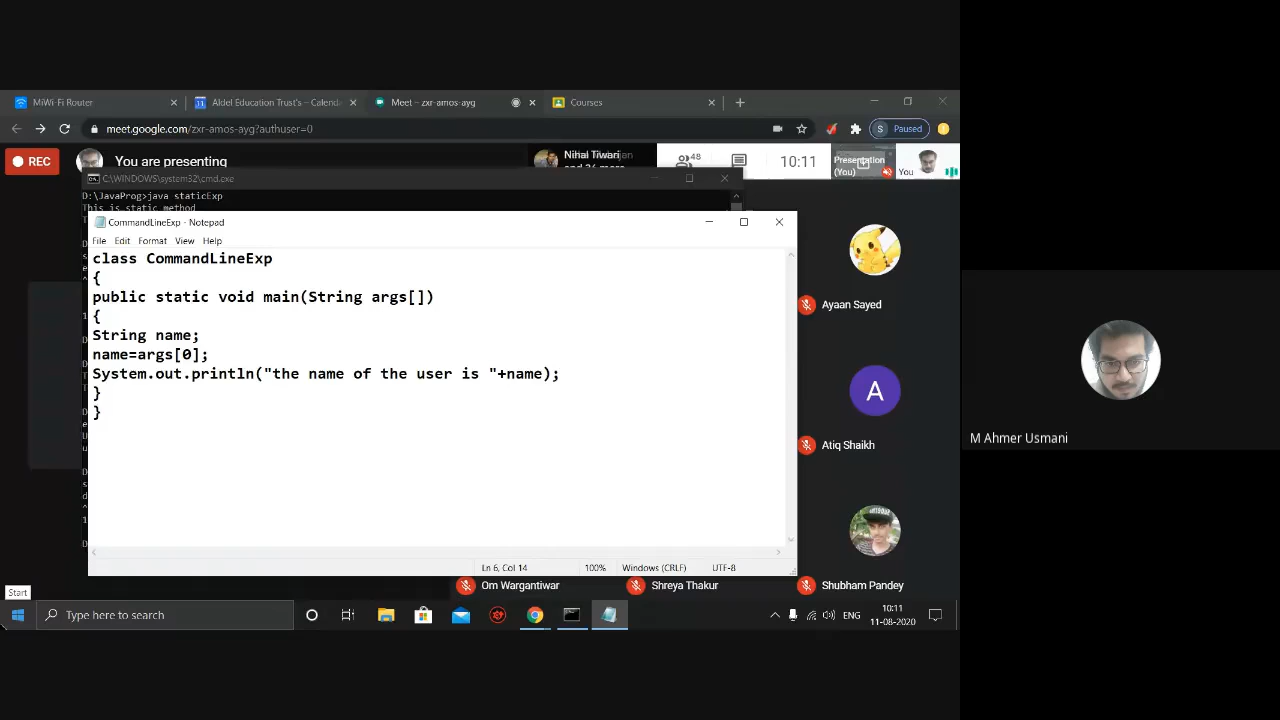 MiWi-Fi Router
Aldel Education Trust's – Calenda
Meet – zxr-amos-ayg
Courses
meet.google.com/zxr-amos-ayg?authuser=0
S Paused
REC
You are presenting
Nihal Tiwari
48
10:11
Presentation
(You)
You
C:\WINDOWS\system32\cmd.exe
D:\JavaProg>java staticExp
This is static method
CommandLineExp - Notepad
File Edit Format View Help
class CommandLineExp
{
public static void main(String args[])
{
String name;
name=args[0];
System.out.println("the name of the user is "+name);
}
}
Ln 6, Col 14 100% Windows (CRLF) UTF-8
Ayaan Sayed
A
Atiq Shaikh
M Ahmer Usmani
Om Wargantiwar
Shreya Thakur
Shubham Pandey
Start
Type here to search
ENG
10:11
11-08-2020